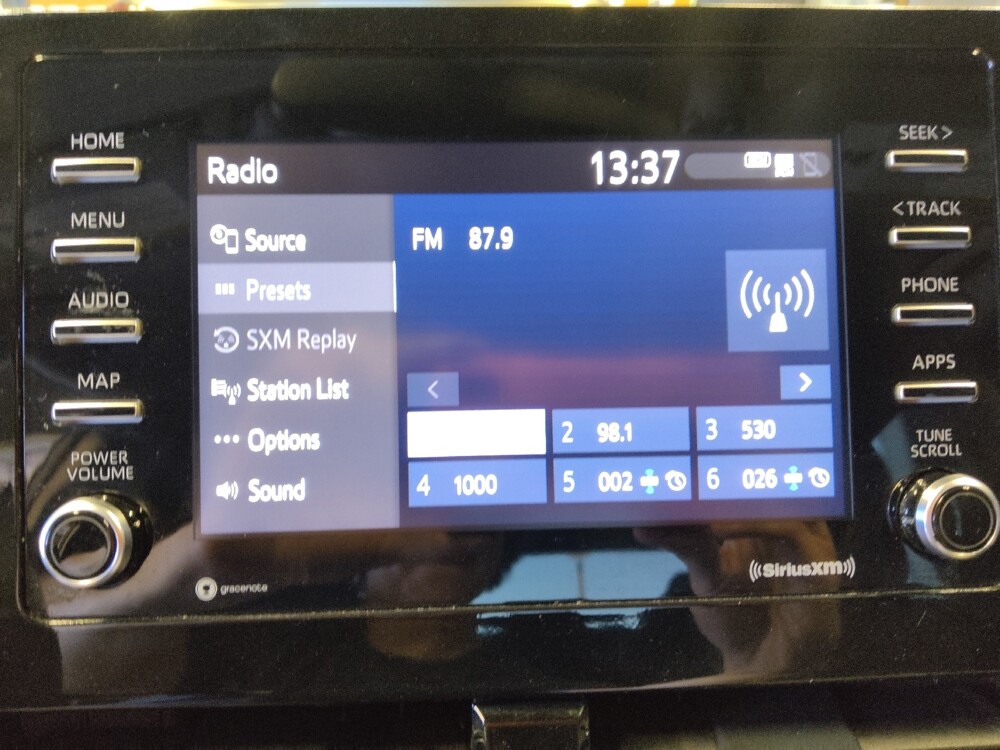 HOME
MENU
AUDIO
MAP
POWER
VOLUME
Radio
13:37
Source
Presets
SXM Replay
Station List
Options
Sound
FM 87.9
<
>
2 98.1
3 530
4 1000
5 002
6 026
gracenote
((SiriusXM))
SEEK >
< TRACK
PHONE
APPS
TUNE
SCROLL